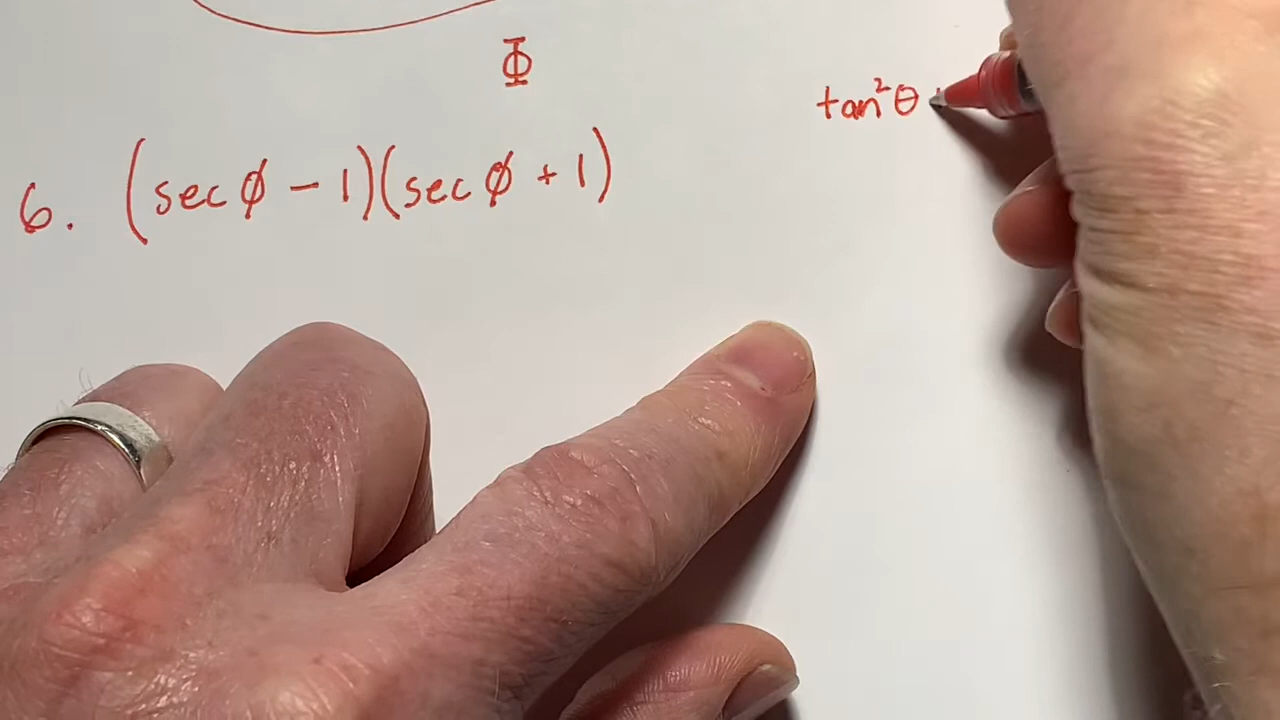 Φ
tan²θ
6. (sec ϕ − 1)(sec ϕ + 1)